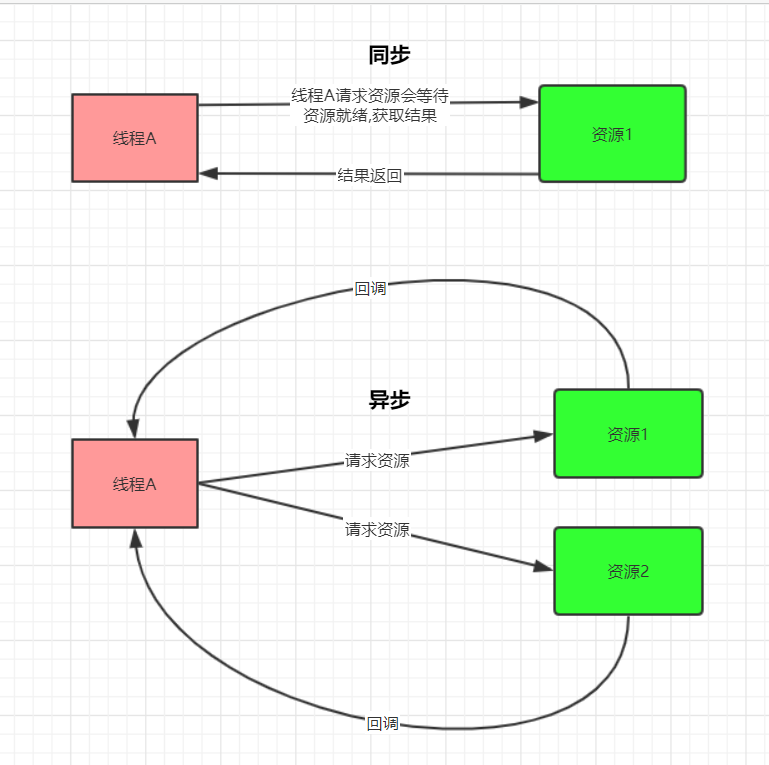 同步
线程A请求资源会等待
资源就绪,获取结果
线程A
资源1
结果返回
回调
异步
资源1
请求资源
线程A
请求资源
资源2
回调